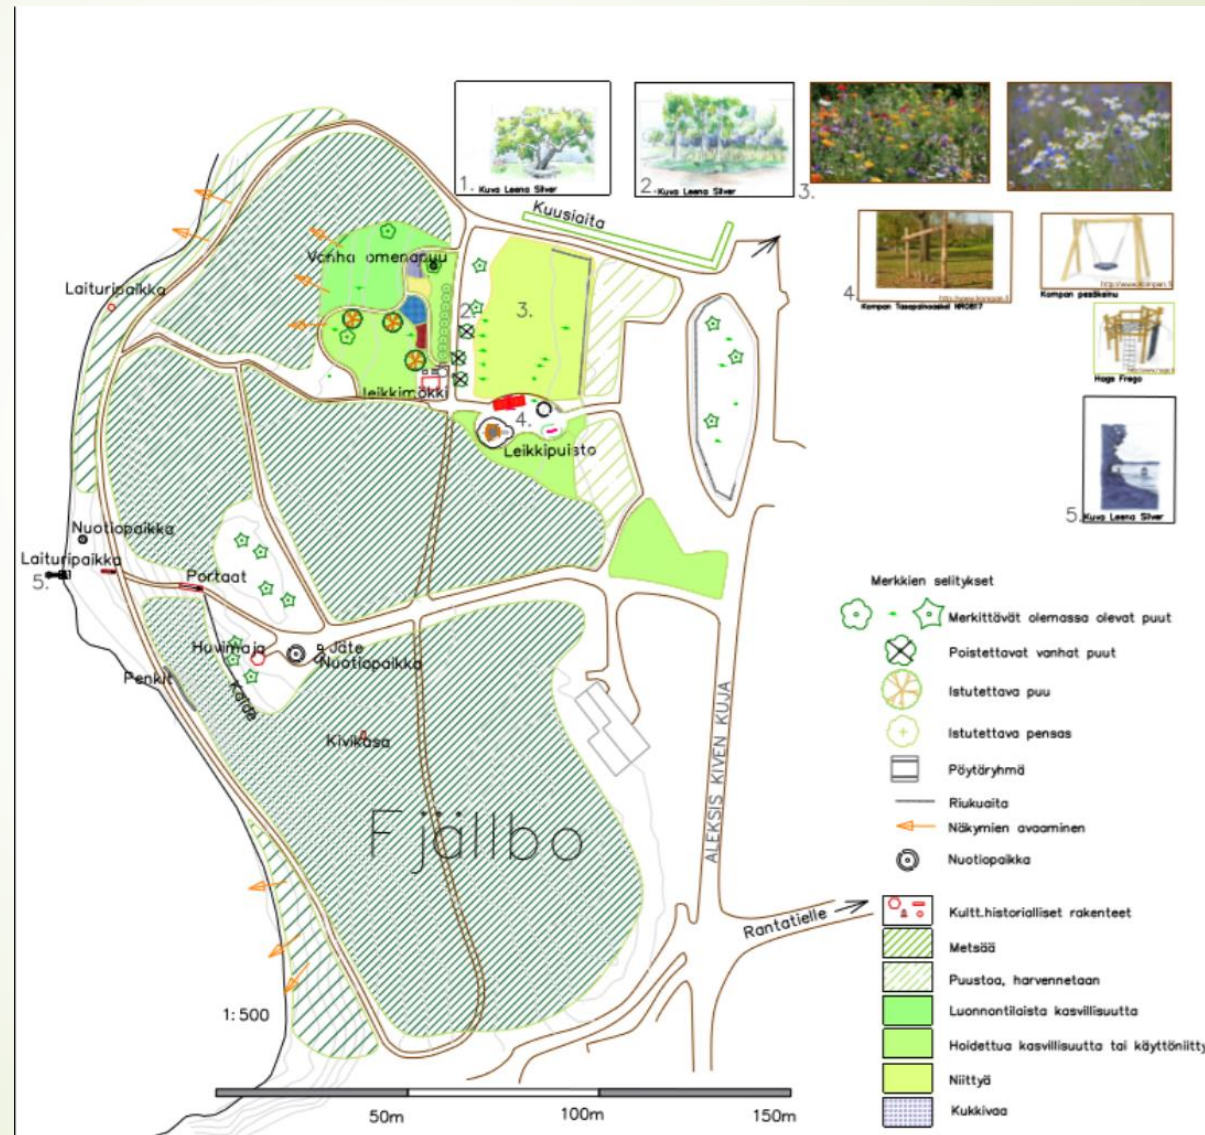 1. Kuva Leena Silver
2. Kuva Leena Silver
3.
Kuusiaita
4.
Kompan Tasapainoaskel NRO817
Kompan pesäkeinu
Hags Frego
5. Kuva Leena Silver
Vanha omenapuu
Laituripaikka
2.
3.
leikkimökki
4.
Leikkipuisto
Nuotiopaikka
Laituripaikka
5.
Portaat
Huvimaja
Jäte
Nuotiopaikka
Penkit
Kaide
Kivikasa
Fjällbo
ALEKSIS KIVEN KUJA
Rantatielle
1:500
50m
100m
150m
Merkkien selitykset
Merkittävät olemassa olevat puut
Poistettavat vanhat puut
Istutettava puu
Istutettava pensas
Pöytäryhmä
Riukuaita
Näkymien avaaminen
Nuotiopaikka
Kultt.historialliset rakenteet
Metsää
Puustoa, harvennetaan
Luonnontilaista kasvillisuutta
Hoidettua kasvillisuutta tai käyttöniitty
Niittyä
Kukkivaa